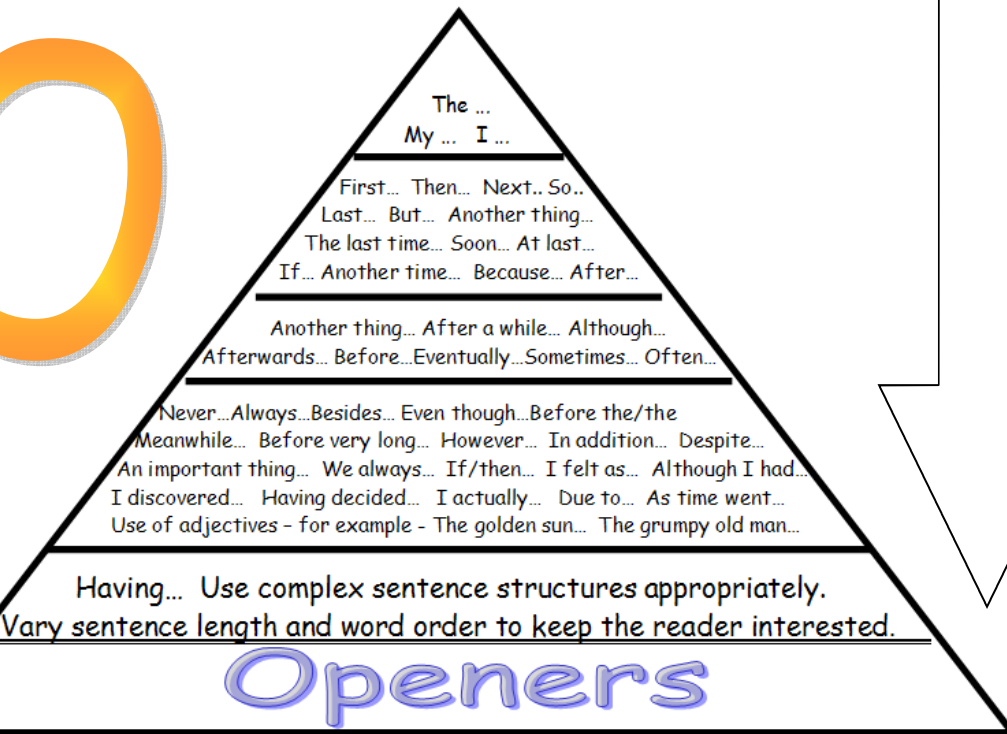 The ...
My ... I ...
First... Then... Next.. So..
Last... But... Another thing...
The last time... Soon... At last...
If... Another time... Because... After...
Another thing... After a while... Although...
Afterwards... Before...Eventually...Sometimes... Often...
Never...Always...Besides... Even though...Before the/the
Meanwhile... Before very long... However... In addition... Despite...
An important thing... We always... If/then... I felt as... Although I had...
I discovered... Having decided... I actually... Due to... As time went...
Use of adjectives – for example - The golden sun... The grumpy old man...
Having... Use complex sentence structures appropriately.
Vary sentence length and word order to keep the reader interested.
Openers
O